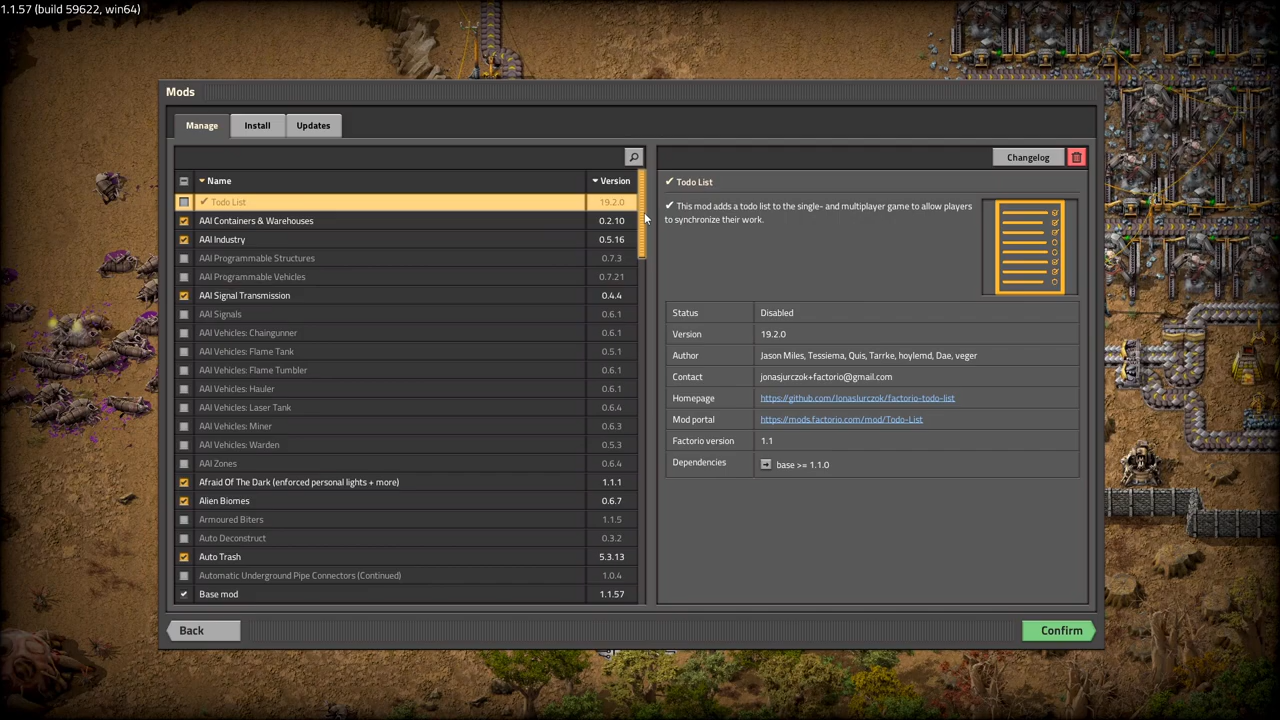 1.1.57 (build 59622, win64)
Mods
Manage Install Updates
Name Version
✔ Todo List 19.2.0
AAI Containers & Warehouses 0.2.10
AAI Industry 0.5.16
AAI Programmable Structures 0.7.3
AAI Programmable Vehicles 0.7.21
AAI Signal Transmission 0.4.4
AAI Signals 0.6.1
AAI Vehicles: Chaingunner 0.6.1
AAI Vehicles: Flame Tank 0.5.1
AAI Vehicles: Flame Tumbler 0.6.1
AAI Vehicles: Hauler 0.6.1
AAI Vehicles: Laser Tank 0.6.4
AAI Vehicles: Miner 0.6.3
AAI Vehicles: Warden 0.5.3
AAI Zones 0.6.4
Afraid Of The Dark (enforced personal lights + more) 1.1.1
Alien Biomes 0.6.7
Armoured Biters 1.1.5
Auto Deconstruct 0.3.2
Auto Trash 5.3.13
Automatic Underground Pipe Connectors (Continued) 1.0.4
Base mod 1.1.57
Changelog
✔ Todo List
✔ This mod adds a todo list to the single- and multiplayer game to allow players
to synchronize their work.
Status Disabled
Version 19.2.0
Author Jason Miles, Tessiema, Quis, Tarrke, hoylemd, Dae, veger
Contact jonasjurczok+factorio@gmail.com
Homepage https://github.com/JonasJurczok/factorio-todo-list
Mod portal https://mods.factorio.com/mod/Todo-List
Factorio version 1.1
Dependencies base >= 1.1.0
Back
Confirm